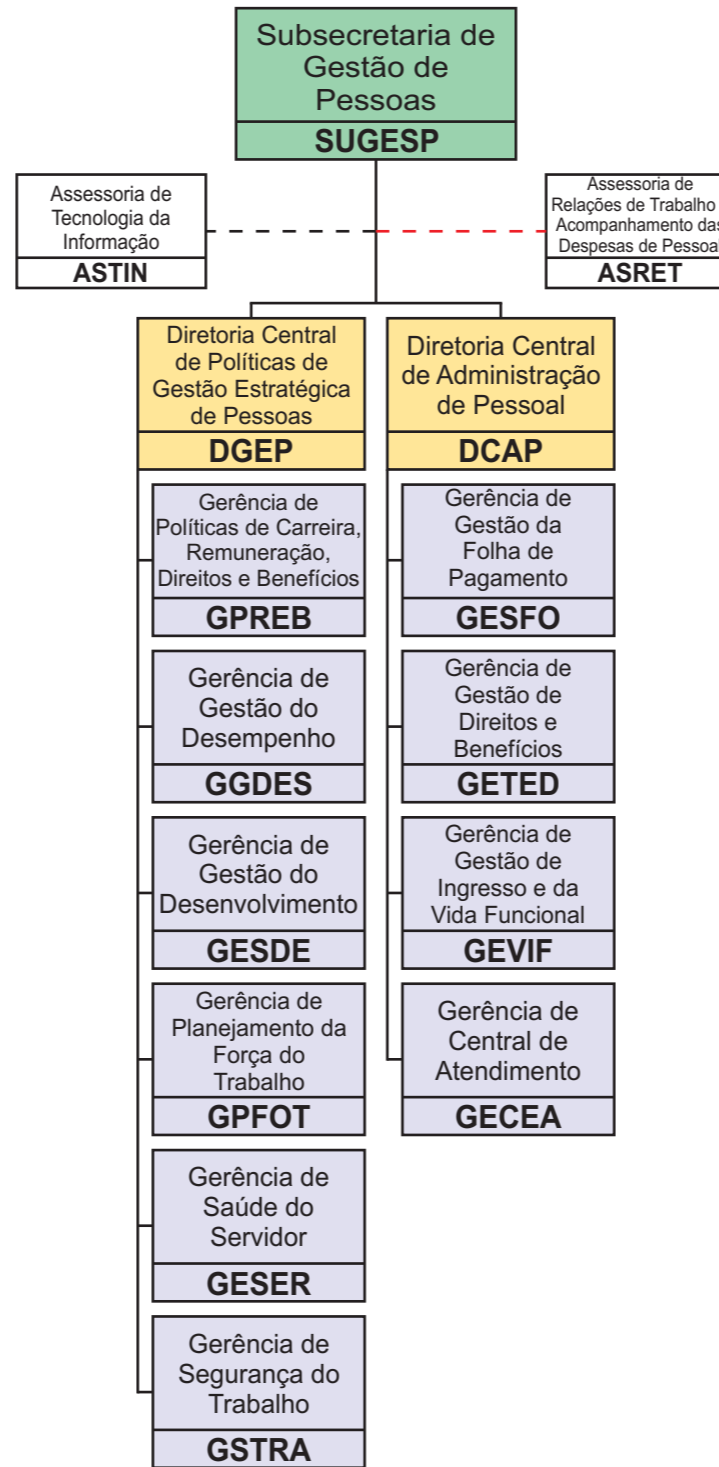 Subsecretaria de
Gestão de
Pessoas
SUGESP
Assessoria de
Tecnologia da
Informação
ASTIN
Assessoria de
Relações de Trabalho
Acompanhamento das
Despesas de Pessoal
ASRET
Diretoria Central
de Políticas de
Gestão Estratégica
de Pessoas
DGEP
Gerência de
Políticas de Carreira,
Remuneração,
Direitos e Benefícios
GPREB
Gerência de
Gestão do
Desempenho
GGDES
Gerência de
Gestão do
Desenvolvimento
GESDE
Gerência de
Planejamento da
Força do
Trabalho
GPFOT
Gerência de
Saúde do
Servidor
GESER
Gerência de
Segurança do
Trabalho
GSTRA
Diretoria Central
de Administração
de Pessoal
DCAP
Gerência de
Gestão da
Folha de
Pagamento
GESFO
Gerência de
Gestão de
Direitos e
Benefícios
GETED
Gerência de
Gestão de
Ingresso e da
Vida Funcional
GEVIF
Gerência de
Central de
Atendimento
GECEA